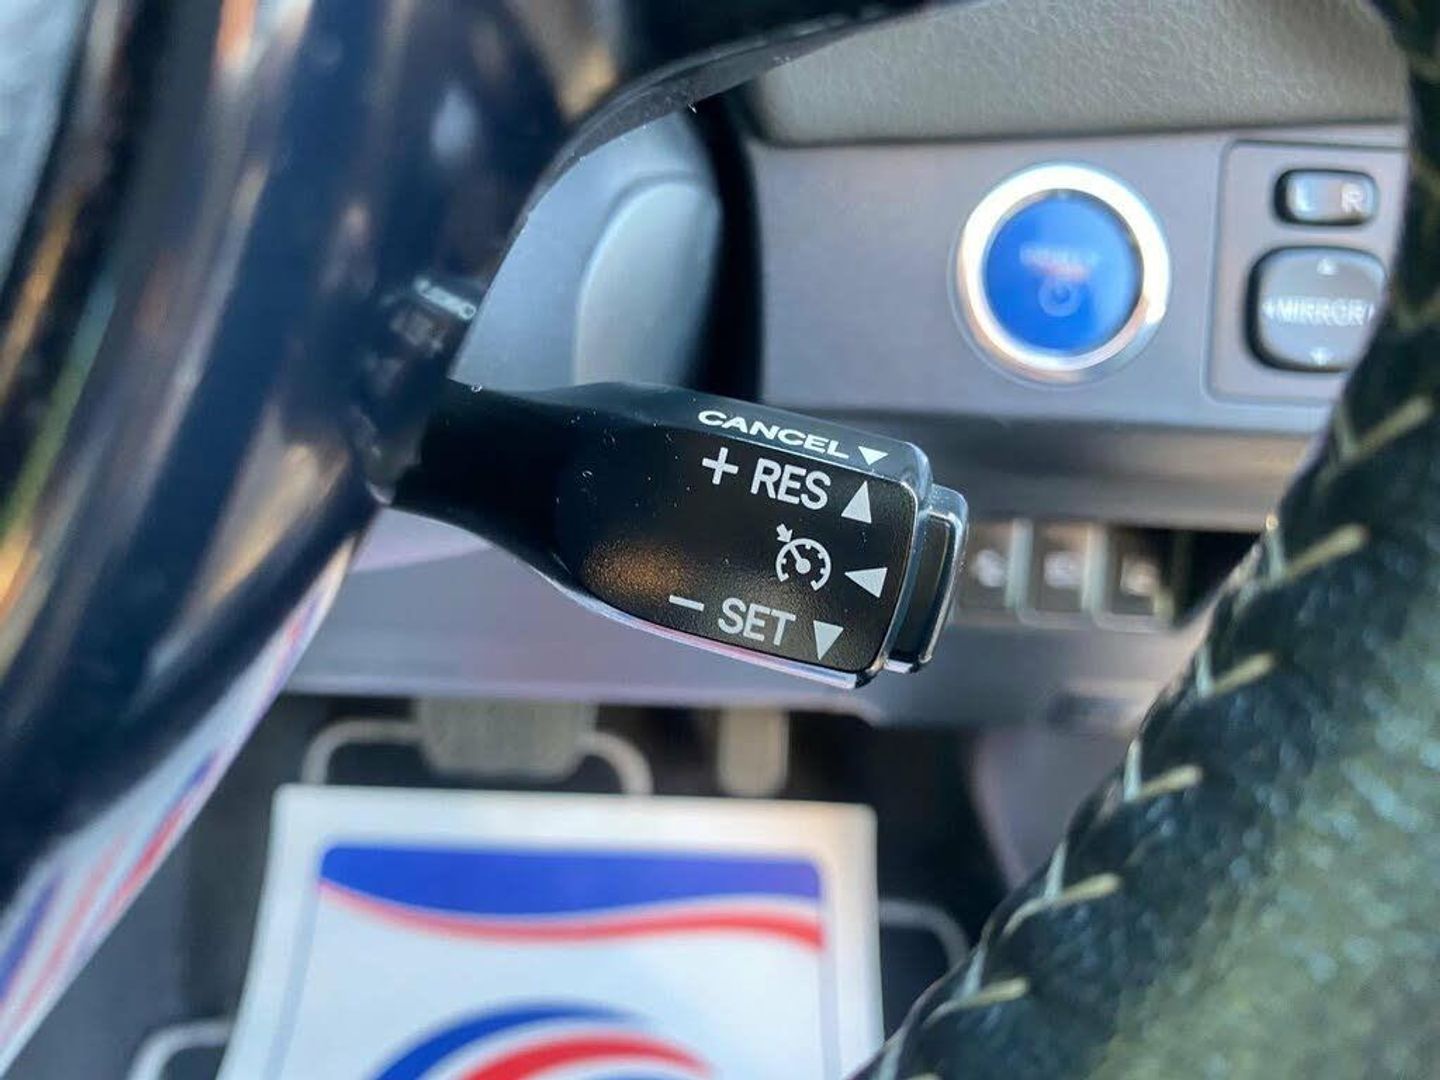 L R
MIRROR
CANCEL
+ RES
− SET